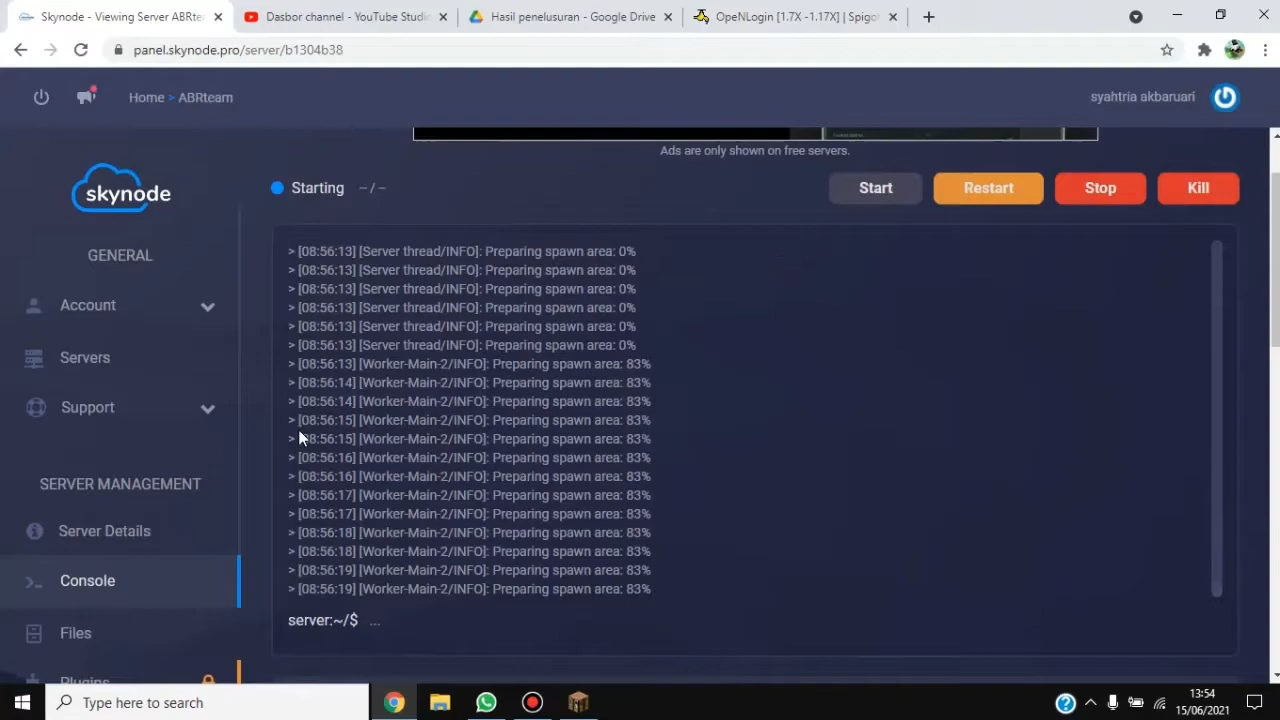 Skynode - Viewing Server ABRtea
Dasbor channel - YouTube Studi
Hasil penelusuran - Google Drive
OpeNLogin [1.7X -1.17X] | Spigo
panel.skynode.pro/server/b1304b38
Home > ABRteam
syahtria akbaruari
Ads are only shown on free servers.
skynode
Starting – / –
Start
Restart
Stop
Kill
GENERAL
Account
Servers
Support
SERVER MANAGEMENT
Server Details
Console
Files
Plugins
> [08:56:13] [Server thread/INFO]: Preparing spawn area: 0%
> [08:56:13] [Server thread/INFO]: Preparing spawn area: 0%
> [08:56:13] [Server thread/INFO]: Preparing spawn area: 0%
> [08:56:13] [Server thread/INFO]: Preparing spawn area: 0%
> [08:56:13] [Server thread/INFO]: Preparing spawn area: 0%
> [08:56:13] [Server thread/INFO]: Preparing spawn area: 0%
> [08:56:13] [Worker-Main-2/INFO]: Preparing spawn area: 83%
> [08:56:14] [Worker-Main-2/INFO]: Preparing spawn area: 83%
> [08:56:14] [Worker-Main-2/INFO]: Preparing spawn area: 83%
> [08:56:15] [Worker-Main-2/INFO]: Preparing spawn area: 83%
> [08:56:15] [Worker-Main-2/INFO]: Preparing spawn area: 83%
> [08:56:16] [Worker-Main-2/INFO]: Preparing spawn area: 83%
> [08:56:16] [Worker-Main-2/INFO]: Preparing spawn area: 83%
> [08:56:17] [Worker-Main-2/INFO]: Preparing spawn area: 83%
> [08:56:17] [Worker-Main-2/INFO]: Preparing spawn area: 83%
> [08:56:18] [Worker-Main-2/INFO]: Preparing spawn area: 83%
> [08:56:18] [Worker-Main-2/INFO]: Preparing spawn area: 83%
> [08:56:19] [Worker-Main-2/INFO]: Preparing spawn area: 83%
> [08:56:19] [Worker-Main-2/INFO]: Preparing spawn area: 83%
server:~/$ ...
Type here to search
13:54
15/06/2021